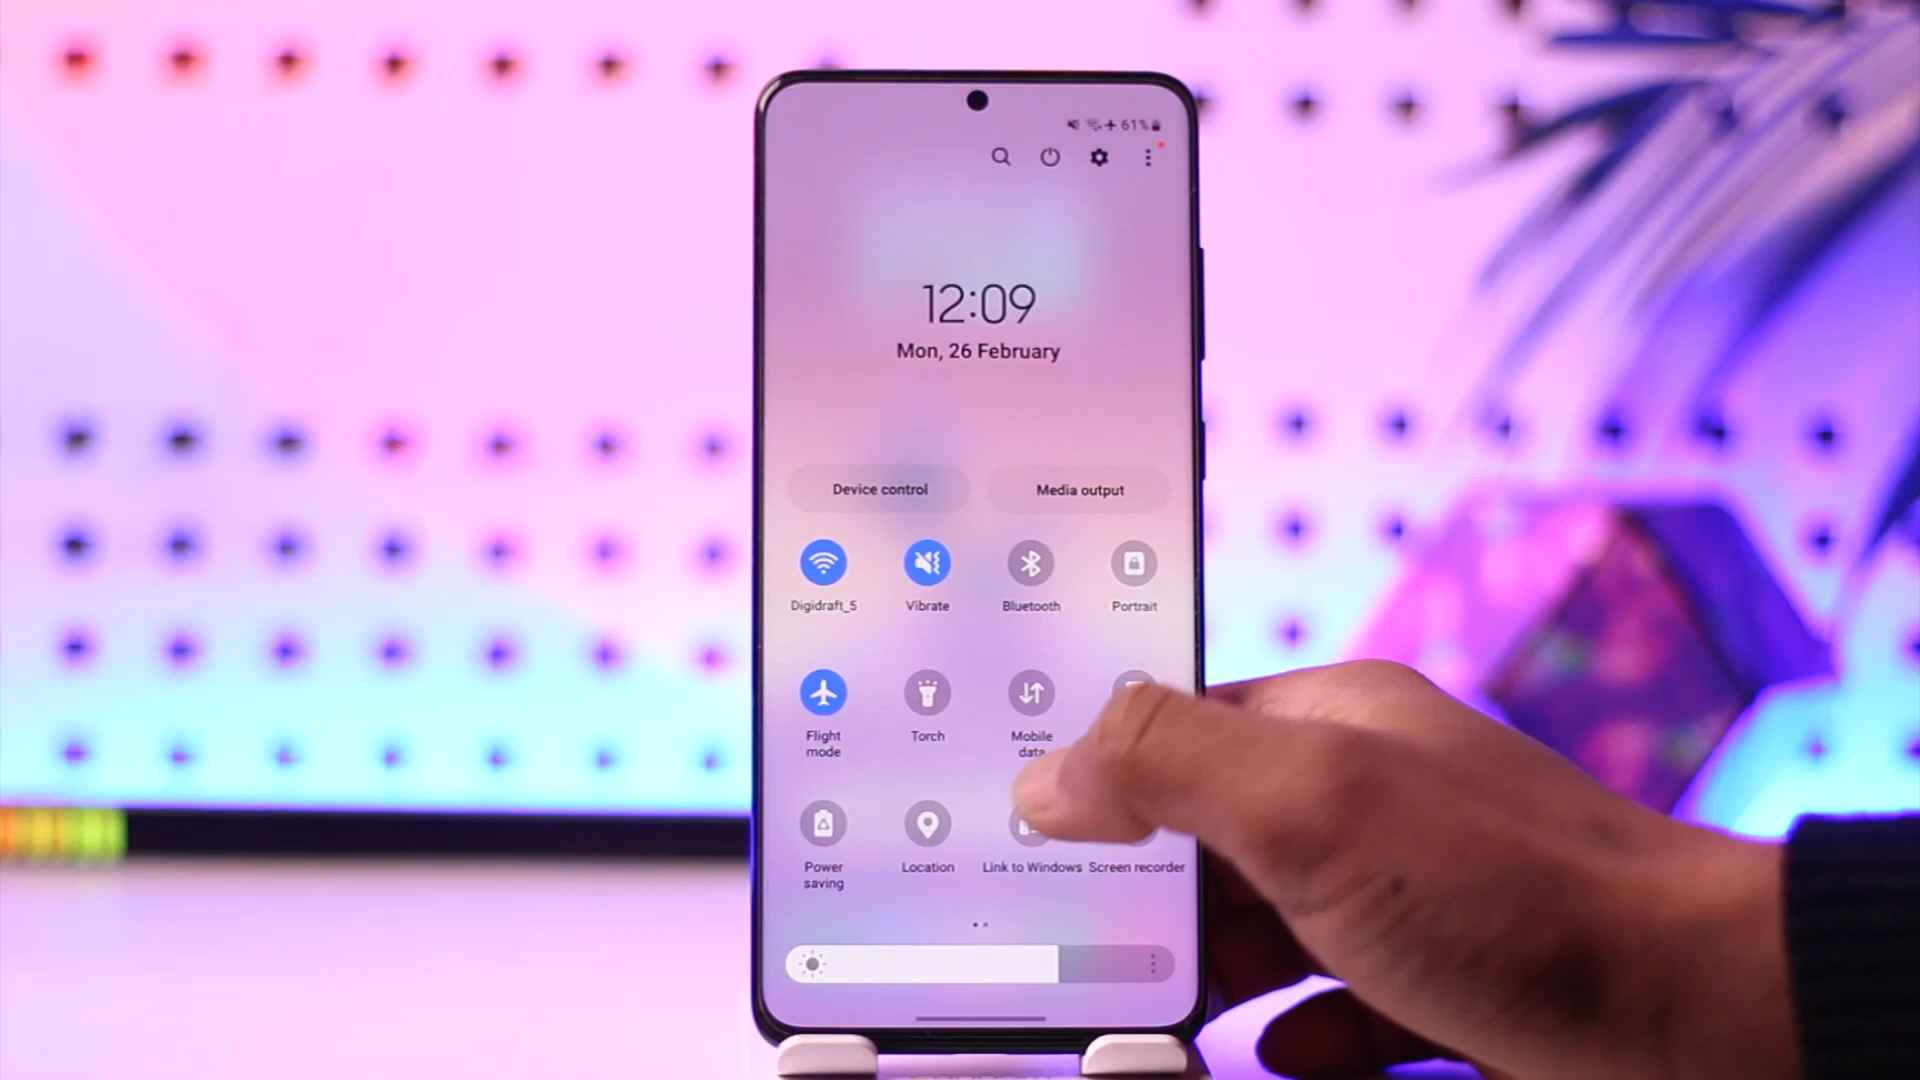 61%
12:09
Mon, 26 February
Device control
Media output
Digidraft_5
Vibrate
Bluetooth
Portrait
Flight
mode
Torch
Mobile
data
Power
saving
Location
Link to Windows
Screen recorder